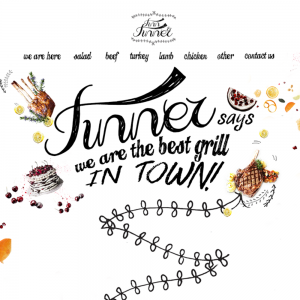 Funner
we are here salad beef turkey lamb chicken other contact us
Funner says
we are the best grill
IN TOWN!